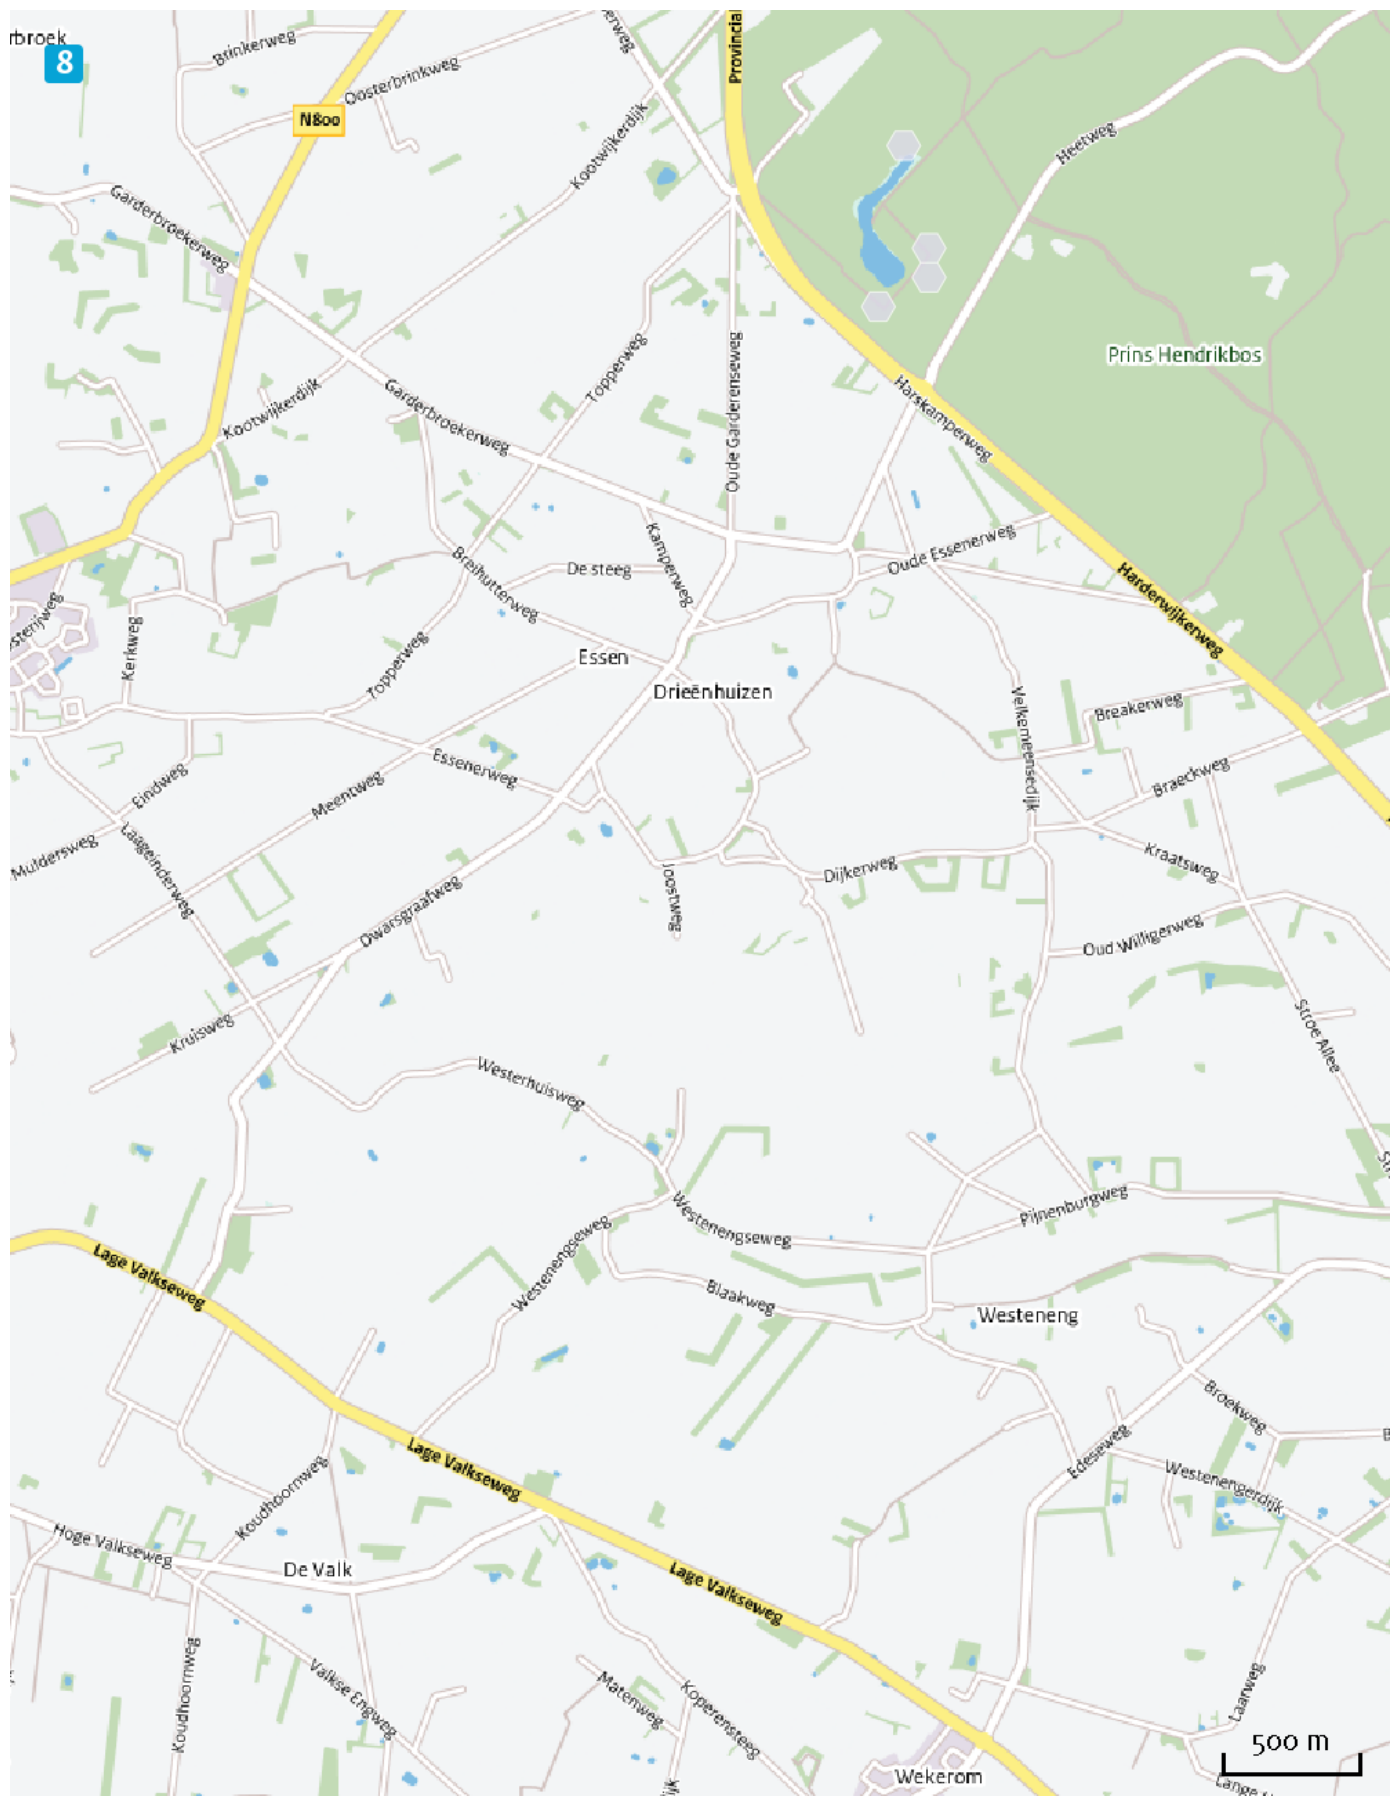 rbroek
8
Brinkerweg
Oosterbrinkweg
N800
erweg
Provincia
Kootwijkerdijk
Heetweg
Garderbroekerweg
Prins Hendrikbos
Topperweg
Oude Garderenseweg
Kootwijkerdijk
Garderbroekerweg
Harskamperweg
Kamperweg
Oude Essenerweg
Breihutterweg
De steeg
Harderwijkerweg
Kerkweg
Topperweg
Essen
Drieënhuizen
Velkemeensedijk
Breakerweg
Essenerweg
Eindweg
Meentweg
Braeckweg
Muldersweg
Laageinderweg
Joostweg
Dijkerweg
Kraatsweg
Dwarsgraafweg
Oud Willigerweg
Kruisweg
Stroe Allee
Westerhuisweg
Westenengseweg
Pijnenburgweg
Westenengseweg
Lage Valkseweg
Blaakweg
Westeneng
Broekweg
Edeseweg
Lage Valkseweg
Westenengerdijk
Koudhoornweg
Hoge Valkseweg
De Valk
Lage Valkseweg
Koudhoornweg
Valkse Engweg
Matenweg
Koperensteeg
Laarweg
500 m
Wekerom